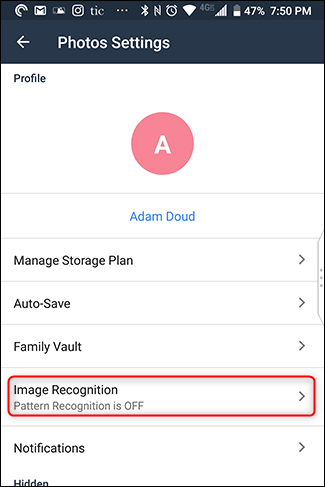 tic ... 4GE 47% 7:50 PM
Photos Settings
Profile
A
Adam Doud
Manage Storage Plan
Auto-Save
Family Vault
Image Recognition
Pattern Recognition is OFF
Notifications
Hidden